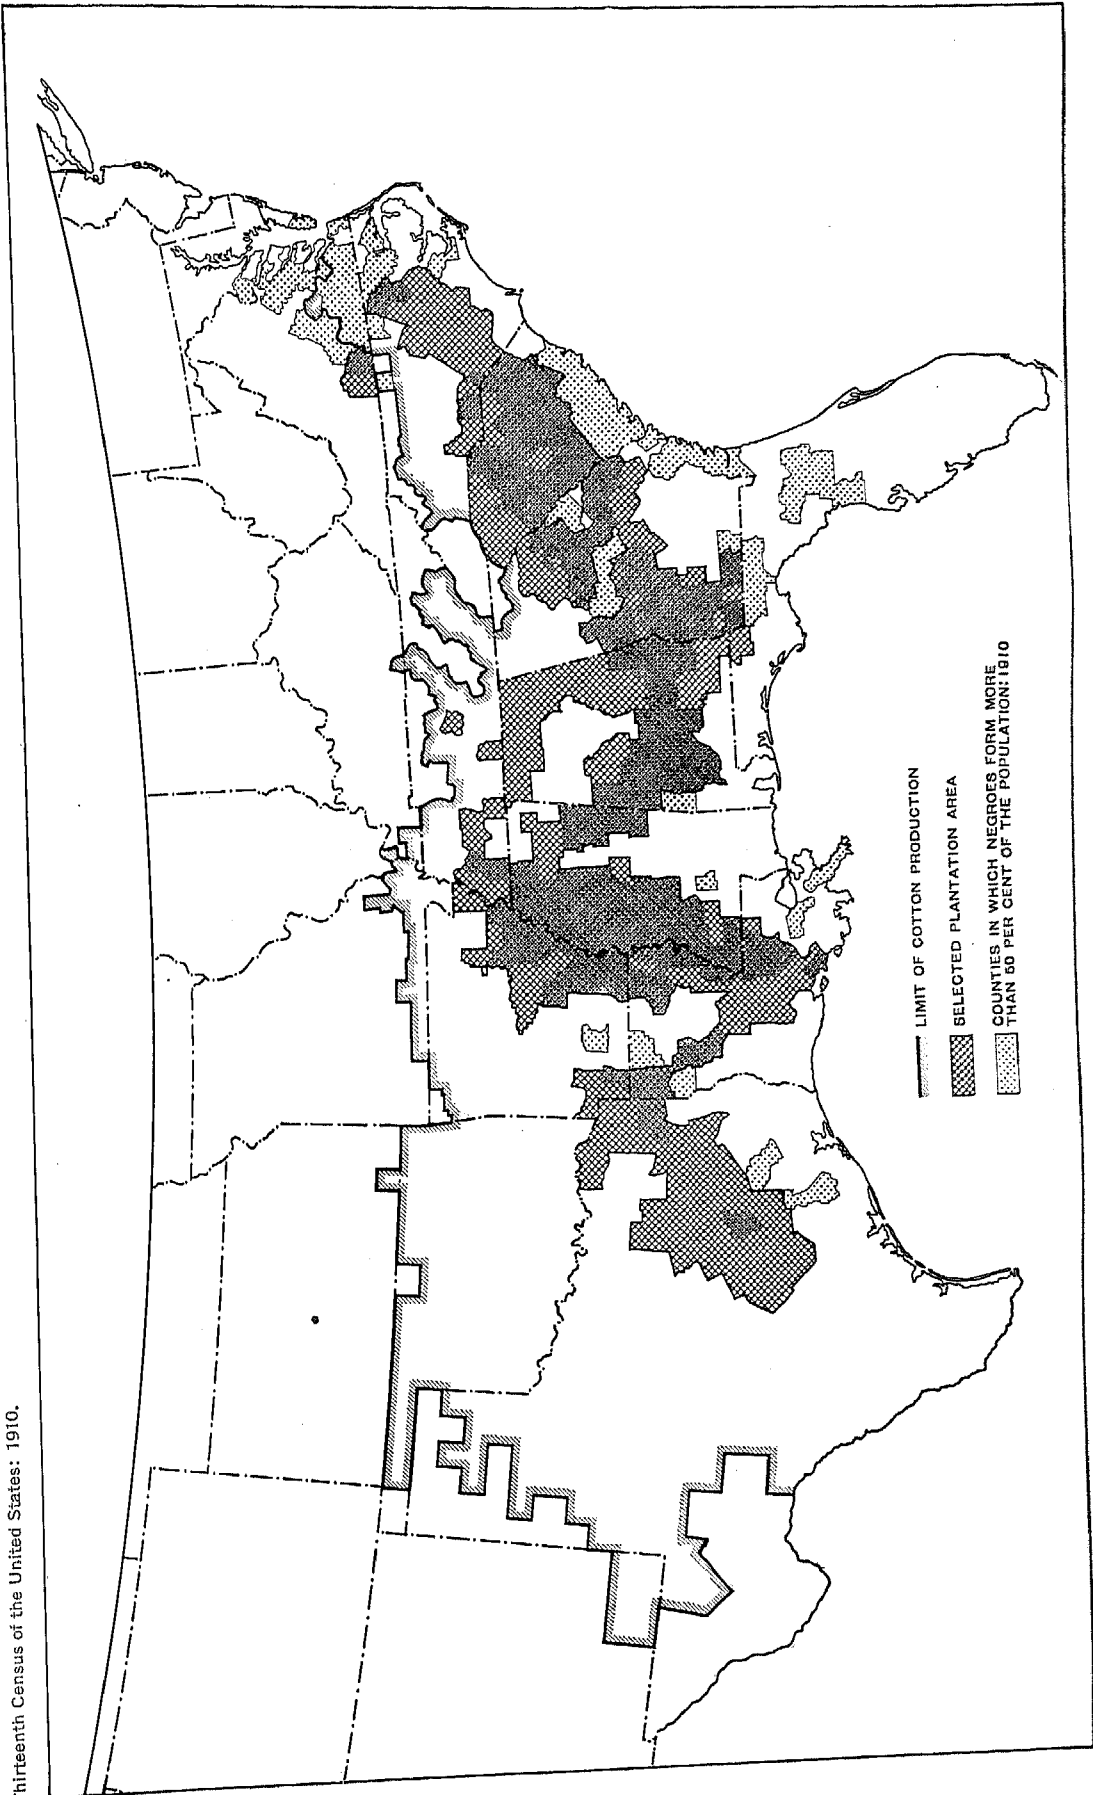 Thirteenth Census of the United States: 1910.
LIMIT OF COTTON PRODUCTION
SELECTED PLANTATION AREA
COUNTIES IN WHICH NEGROES FORM MORE
THAN 50 PER CENT OF THE POPULATION: 1910